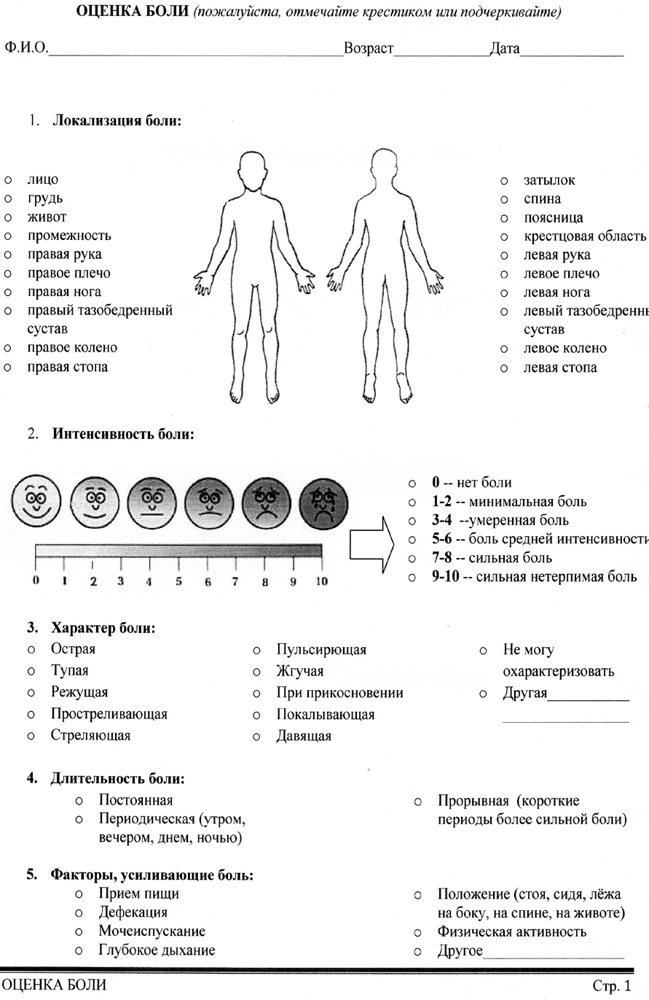 ОЦЕНКА БОЛИ (пожалуйста, отмечайте крестиком или подчеркивайте)
Ф.И.О.________________ Возраст____________ Дата____________
1. Локализация боли:
○ лицо
○ грудь
○ живот
○ промежность
○ правая рука
○ правое плечо
○ правая нога
○ правый тазобедренный
сустав
○ правое колено
○ правая стопа
○ затылок
○ спина
○ поясница
○ крестцовая область
○ левая рука
○ левое плечо
○ левая нога
○ левый тазобедренн
сустав
○ левое колено
○ левая стопа
2. Интенсивность боли:
0 1 2 3 4 5 6 7 8 9 10
○ 0 -- нет боли
○ 1-2 -- минимальная боль
○ 3-4 --умеренная боль
○ 5-6 -- боль средней интенсивност
○ 7-8 -- сильная боль
○ 9-10 -- сильная нетерпимая боль
3. Характер боли:
○ Острая
○ Тупая
○ Режущая
○ Простреливающая
○ Стреляющая
○ Пульсирющая
○ Жгучая
○ При прикосновении
○ Покалывающая
○ Давящая
○ Не могу
охарактеризовать
○ Другая____________
4. Длительность боли:
○ Постоянная
○ Периодическая (утром,
вечером, днем, ночью)
○ Прорывная (короткие
периоды более сильной боли)
5. Факторы, усиливающие боль:
○ Прием пищи
○ Дефекация
○ Мочеиспускание
○ Глубокое дыхание
○ Положение (стоя, сидя, лёжа
на боку, на спине, на животе)
○ Физическая активность
○ Другое____________________
ОЦЕНКА БОЛИ Стр. 1